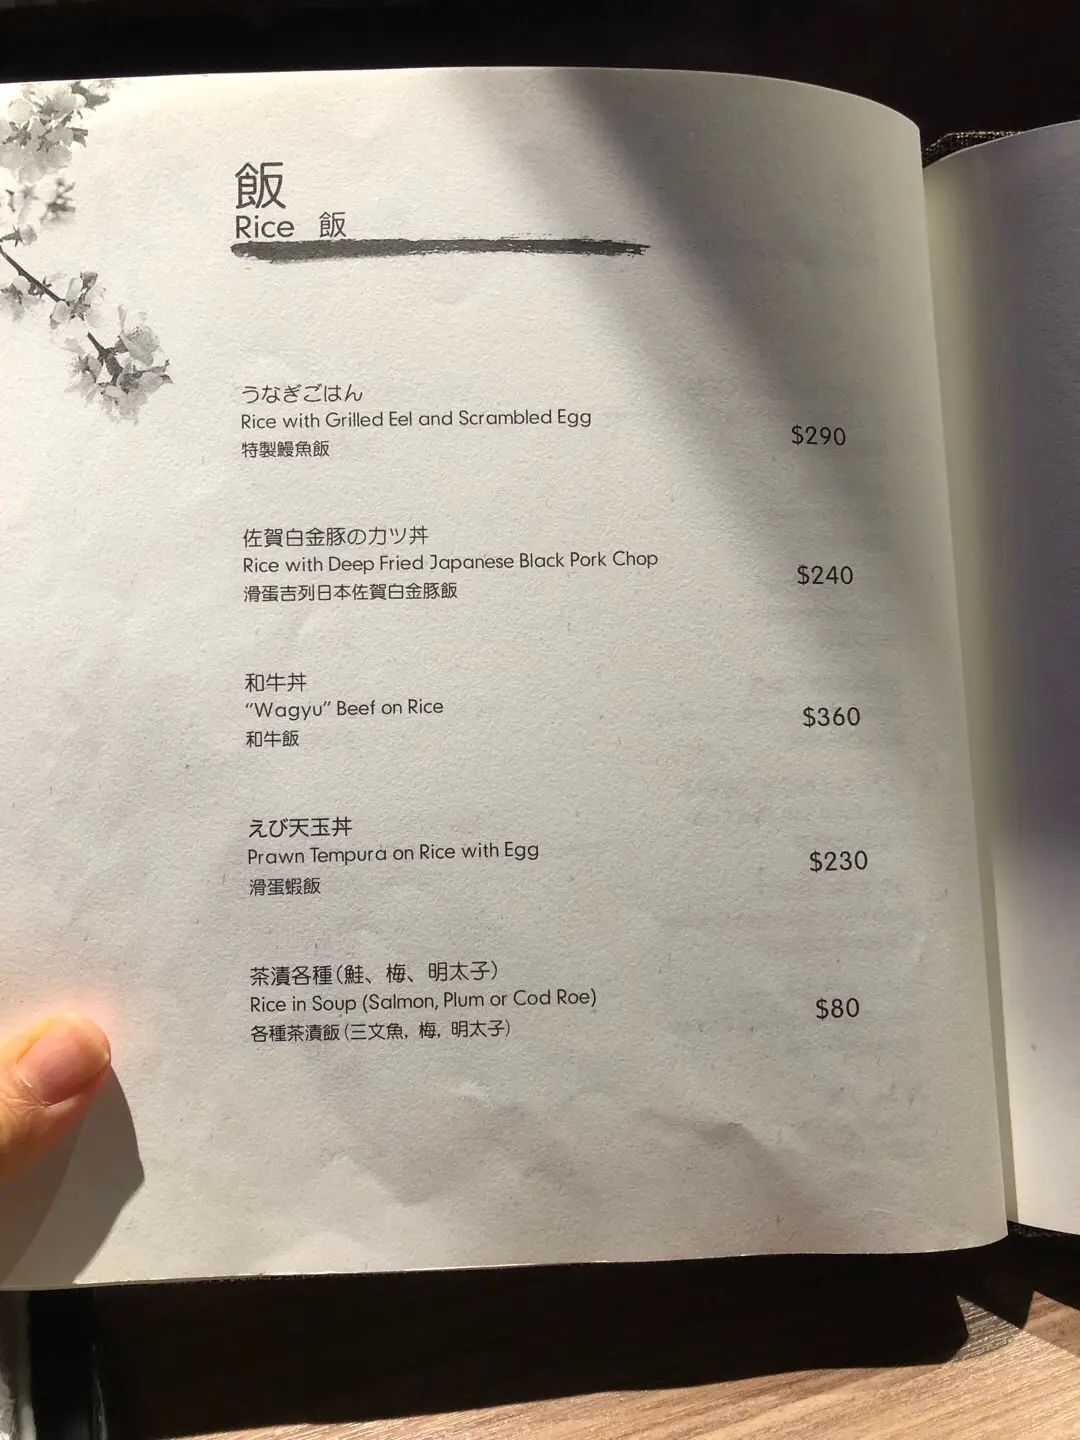 飯
Rice 飯
うなぎごはん
Rice with Grilled Eel and Scrambled Egg
特製鰻魚飯
$290
佐賀白金豚のカツ丼
Rice with Deep Fried Japanese Black Pork Chop
滑蛋吉列日本佐賀白金豚飯
$240
和牛丼
“Wagyu” Beef on Rice
和牛飯
$360
えび天玉丼
Prawn Tempura on Rice with Egg
滑蛋蝦飯
$230
茶漬各種(鮭、梅、明太子)
Rice in Soup (Salmon, Plum or Cod Roe)
各種茶漬飯(三文魚, 梅, 明太子)
$80